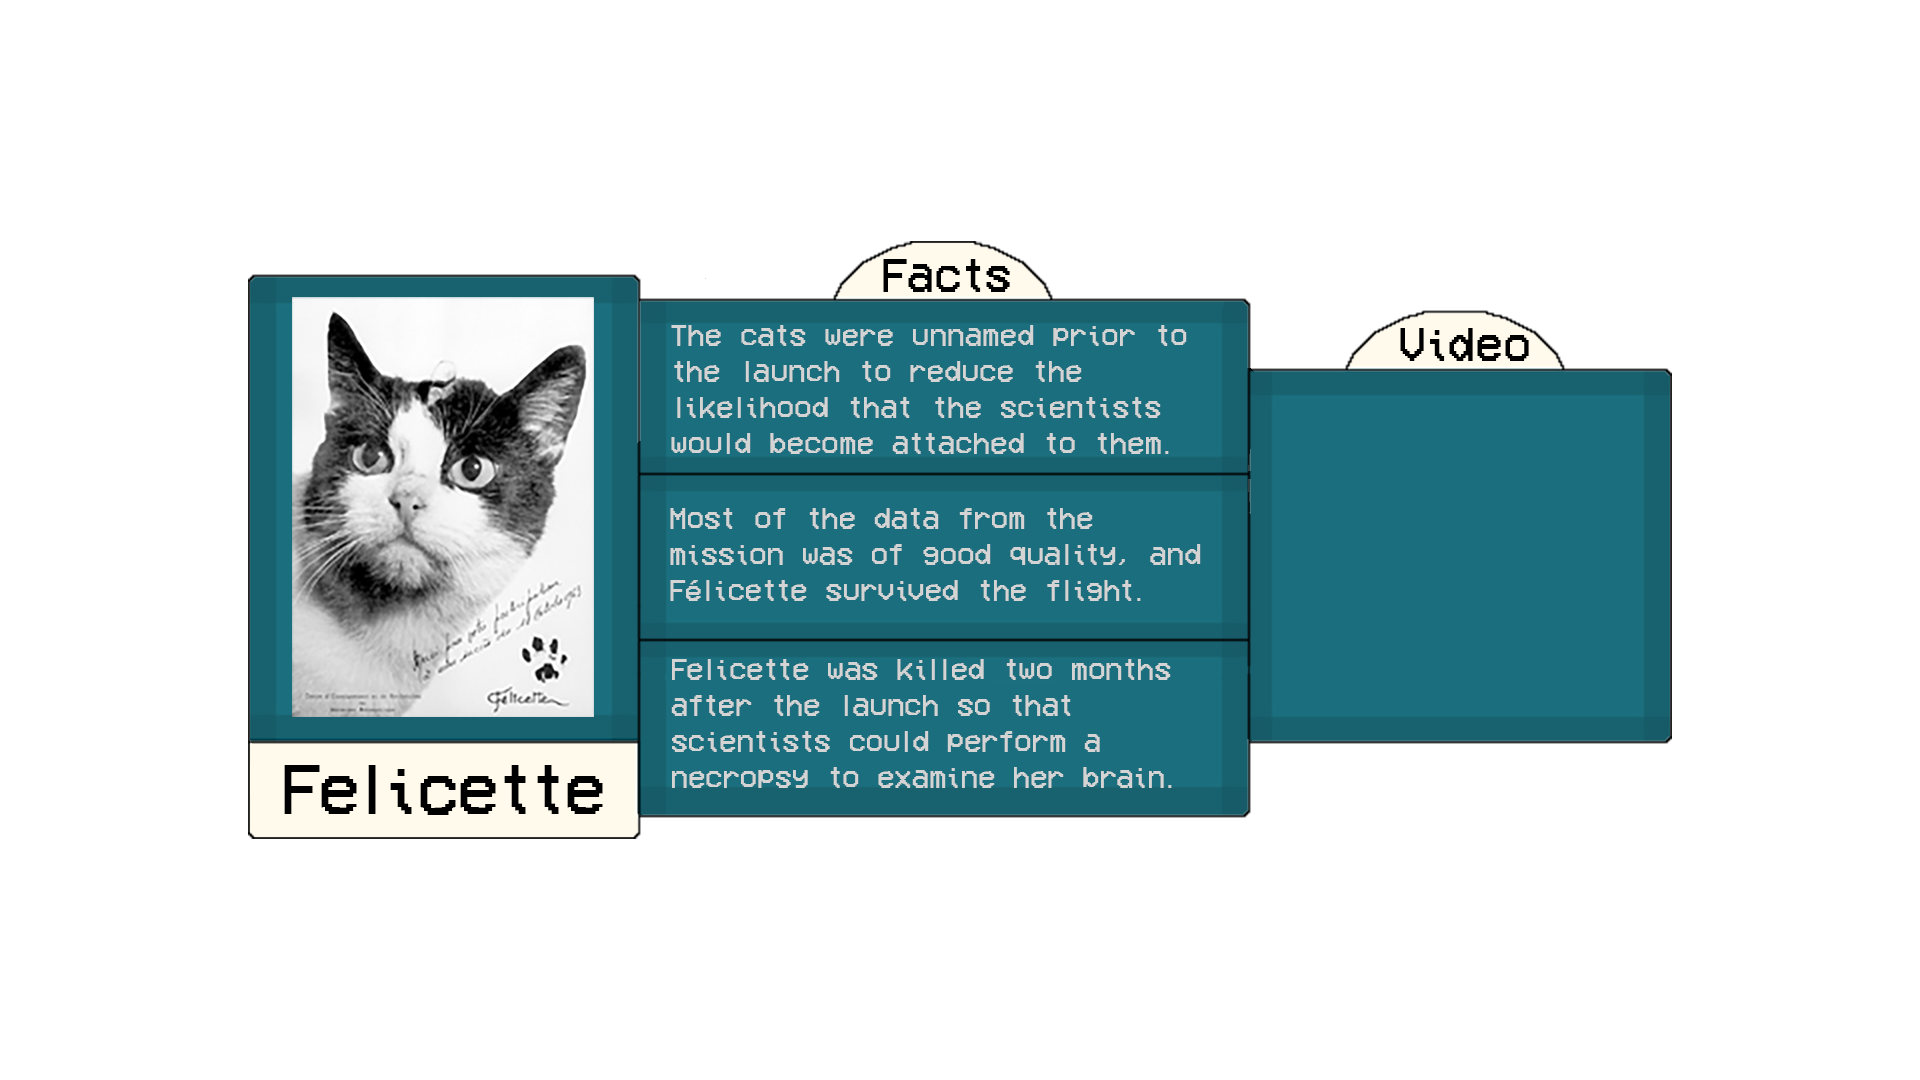 Facts
The cats were unnamed prior to
the launch to reduce the
likelihood that the scientists
would become attached to them.
Most of the data from the
mission was of good quality, and
Félicette survived the flight.
Felicette was killed two months
after the launch so that
scientists could perform a
necropsy to examine her brain.
Video
Felicette
Felicette